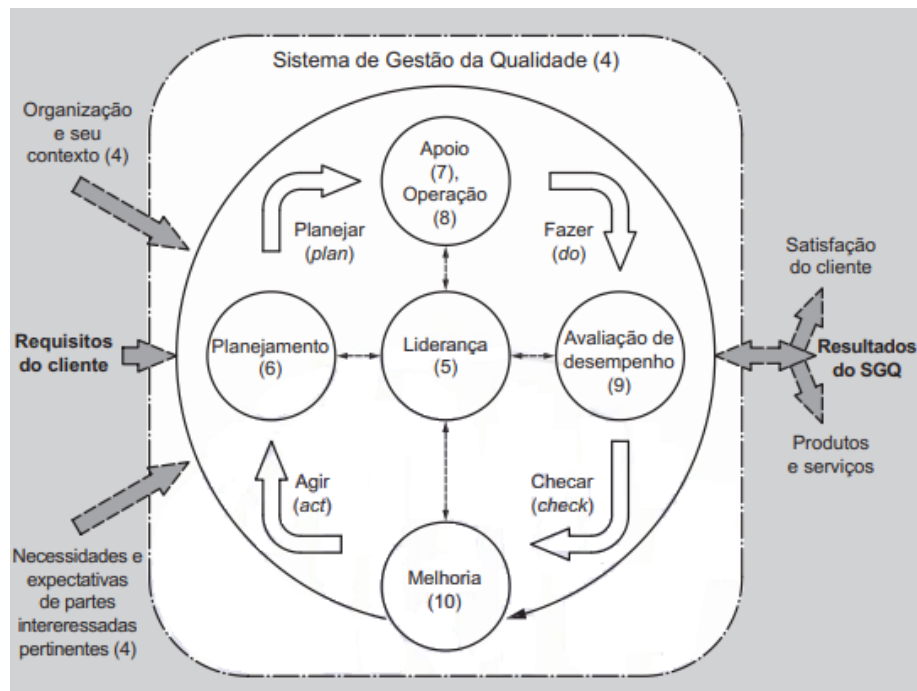 Sistema de Gestão da Qualidade (4)
Organização
e seu
contexto (4)
Apoio
(7),
Operação
(8)
Planejar
(plan)
Fazer
(do)
Satisfação
do cliente
Requisitos
do cliente
Planejamento
(6)
Liderança
(5)
Avaliação de
desempenho
(9)
Resultados
do SGQ
Produtos
e serviços
Agir
(act)
Checar
(check)
Necessidades e
expectativas
de partes
intereressadas
pertinentes (4)
Melhoria
(10)